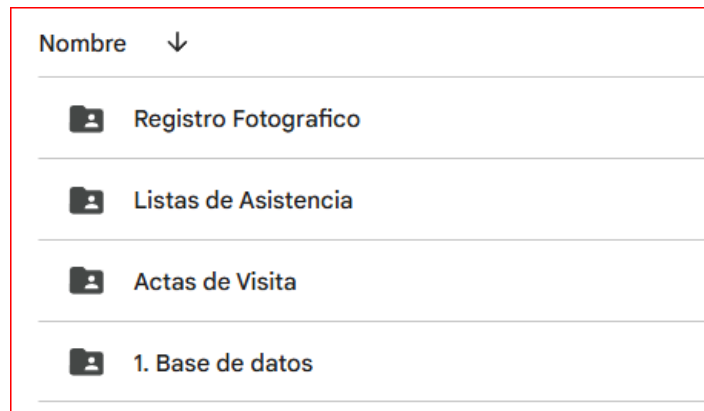 Nombre
Registro Fotografico
Listas de Asistencia
Actas de Visita
1. Base de datos